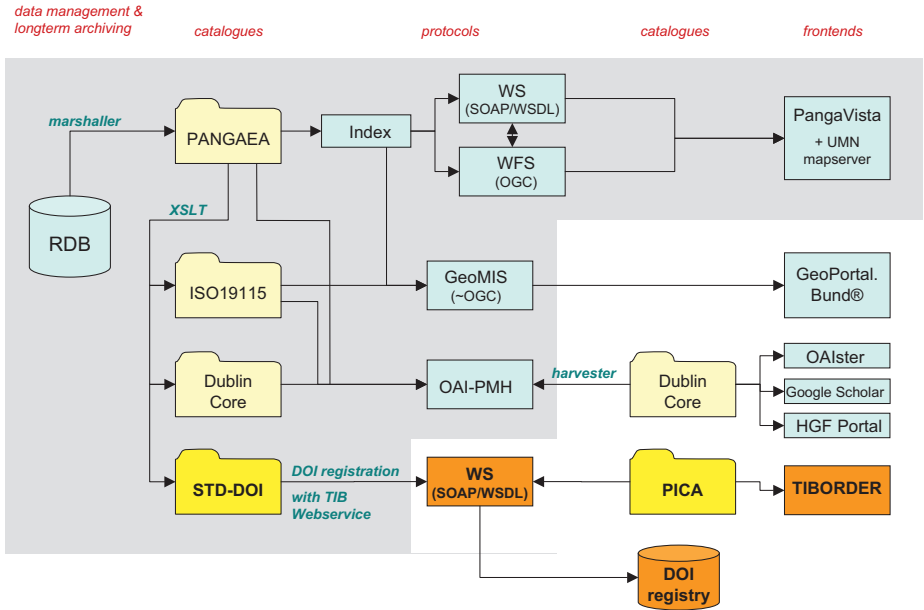 data management &
longterm archiving
catalogues
protocols
catalogues
frontends
marshaller
PANGAEA
Index
WS
(SOAP/WSDL)
WFS
(OGC)
PangaVista
+ UMN
mapserver
XSLT
RDB
ISO19115
GeoMIS
(~OGC)
GeoPortal.
Bund®
Dublin
Core
OAI-PMH
harvester
Dublin
Core
OAIster
Google Scholar
HGF Portal
STD-DOI
DOI registration
with TIB
Webservice
WS
(SOAP/WSDL)
PICA
TIBORDER
DOI
registry